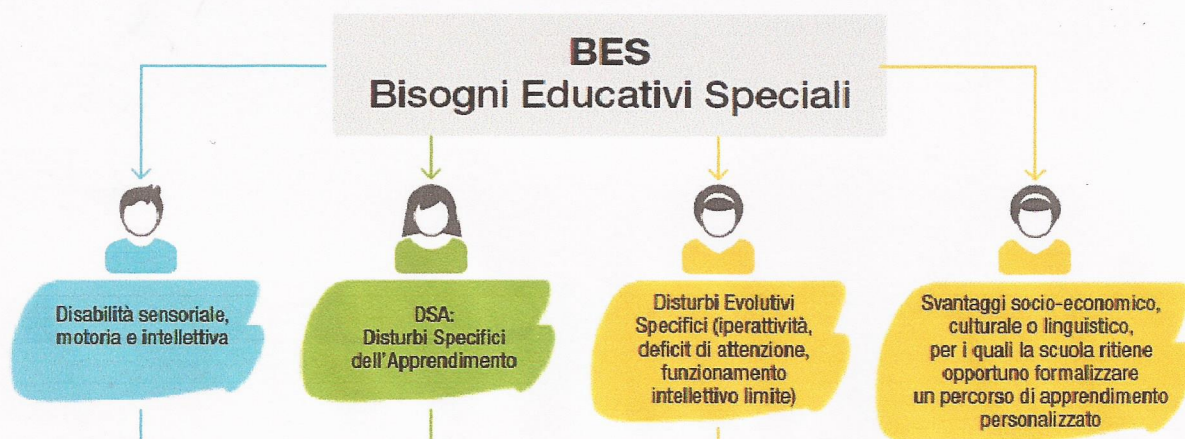 BES
Bisogni Educativi Speciali
Disabilità sensoriale,
motoria e intellettiva
DSA:
Disturbi Specifici
dell'Apprendimento
Disturbi Evolutivi
Specifici (iperattività,
deficit di attenzione,
funzionamento
intellettivo limite)
Svantaggi socio-economico,
culturale o linguistico,
per i quali la scuola ritiene
opportuno formalizzare
un percorso di apprendimento
personalizzato